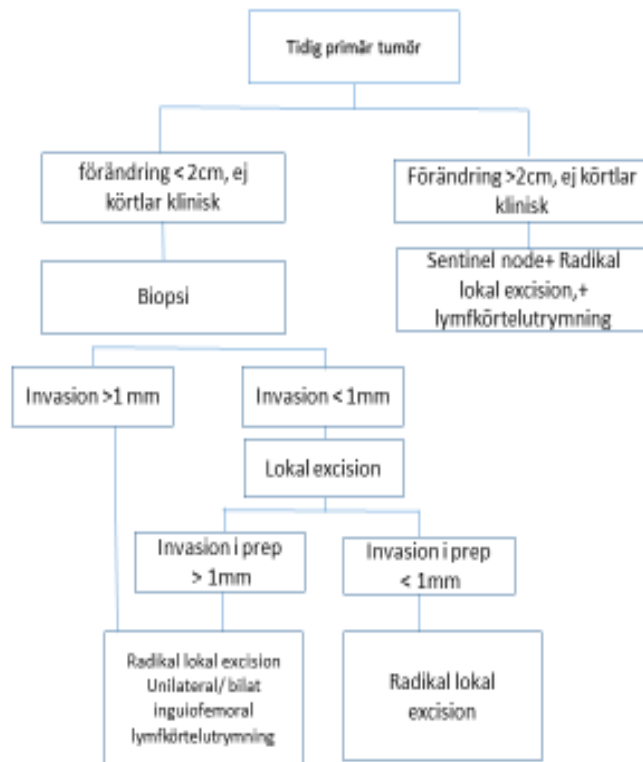 Tidig primär tumör
förändring < 2cm, ej
körtlar klinisk
Förändring >2cm, ej körtlar
klinisk
Biopsi
Sentinel node+ Radikal
lokal excision,+
lymfkörtelutrymning
Invasion >1 mm
Invasion < 1mm
Lokal excision
Invasion i prep
> 1mm
Invasion i prep
< 1mm
Radikal lokal excision
Unilateral/ bilat
inguiofemoral
lymfkörtelutrymning
Radikal lokal
excision